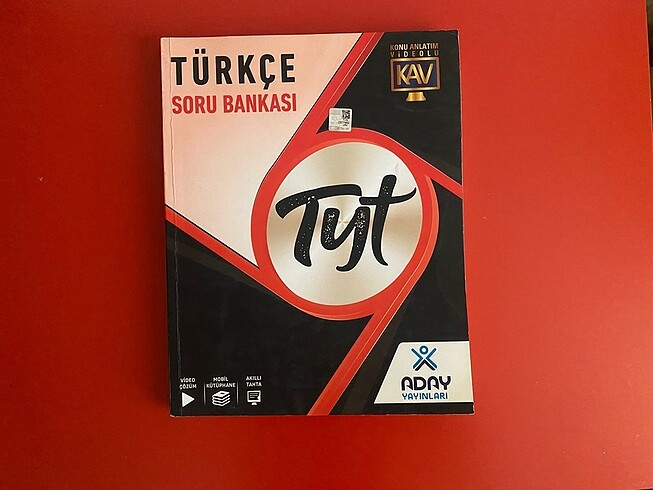 TÜRKÇE
SORU BANKASI
KONU ANLATIM
VİDEOLU
KAV
Tyt
VİDEO
ÇÖZÜM
MOBİL
KÜTÜPHANE
AKILLI
TAHTA
ADAY
YAYINLARI